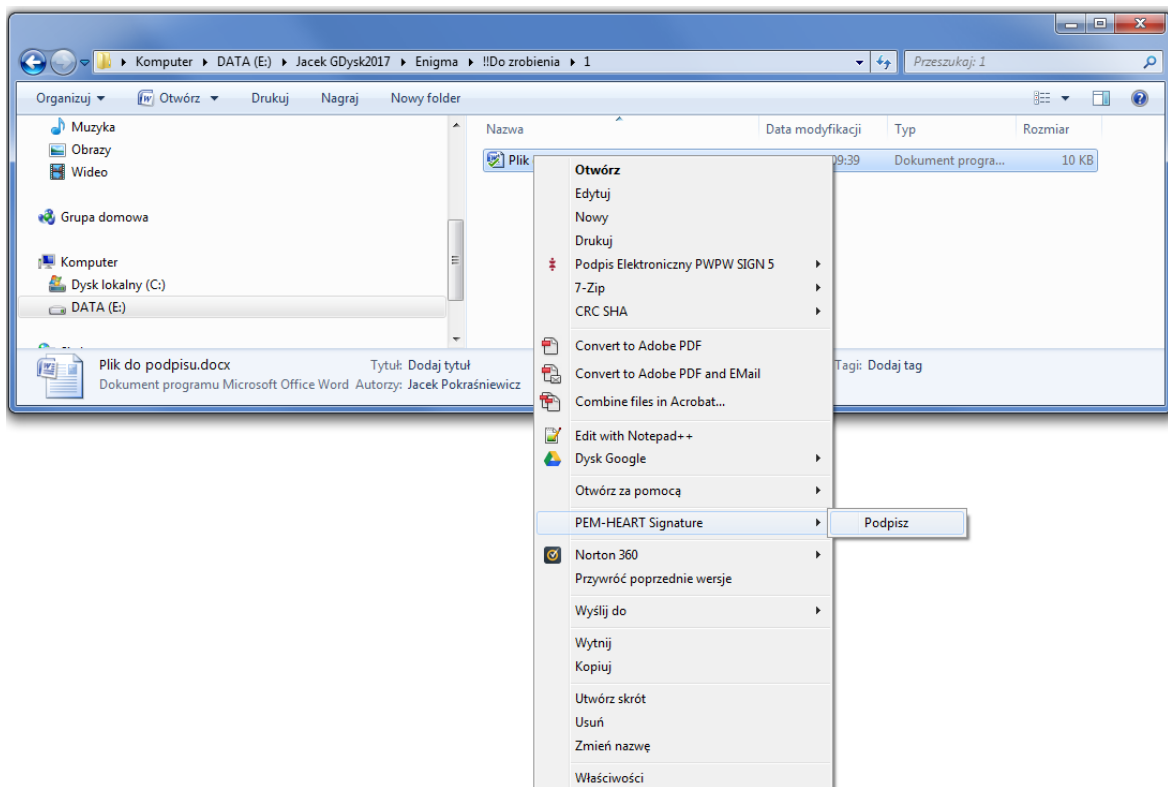 Komputer DATA (E:) Jacek GDysk2017 Enigma !!Do zrobienia 1 Przeszukaj: 1
Organizuj Otwórz Drukuj Nagraj Nowy folder
Muzyka
Obrazy
Wideo
Grupa domowa
Komputer
Dysk lokalny (C:)
DATA (E:)
Nazwa Data modyfikacji Typ Rozmiar
Plik 09:39 Dokument progra... 10 KB
Otwórz
Edytuj
Nowy
Drukuj
Podpis Elektroniczny PWPW SIGN 5
7-Zip
CRC SHA
Convert to Adobe PDF
Convert to Adobe PDF and EMail
Combine files in Acrobat...
Edit with Notepad++
Dysk Google
Otwórz za pomocą
PEM-HEART Signature
Podpisz
Norton 360
Przywróć poprzednie wersje
Wyślij do
Wytnij
Kopiuj
Utwórz skrót
Usuń
Zmień nazwę
Właściwości
Plik do podpisu.docx Tytuł: Dodaj tytuł Tagi: Dodaj tag
Dokument programu Microsoft Office Word Autorzy: Jacek Pokraśniewicz